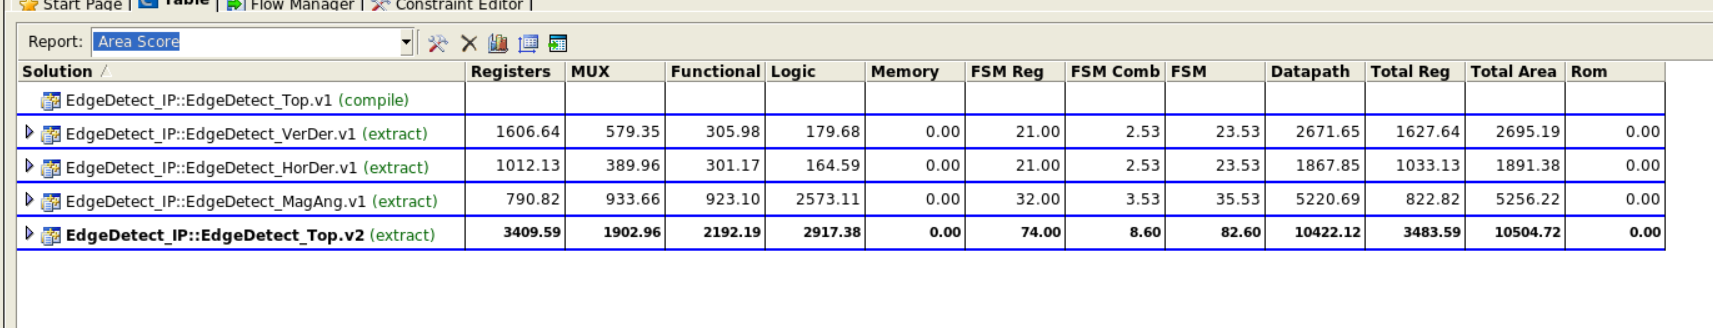 Start Page Table Flow Manager Constraint Editor
Report: Area Score
Solution Registers MUX Functional Logic Memory FSM Reg FSM Comb FSM Datapath Total Reg Total Area Rom
EdgeDetect_IP::EdgeDetect_Top.v1 (compile)
EdgeDetect_IP::EdgeDetect_VerDer.v1 (extract) 1606.64 579.35 305.98 179.68 0.00 21.00 2.53 23.53 2671.65 1627.64 2695.19 0.00
EdgeDetect_IP::EdgeDetect_HorDer.v1 (extract) 1012.13 389.96 301.17 164.59 0.00 21.00 2.53 23.53 1867.85 1033.13 1891.38 0.00
EdgeDetect_IP::EdgeDetect_MagAng.v1 (extract) 790.82 933.66 923.10 2573.11 0.00 32.00 3.53 35.53 5220.69 822.82 5256.22 0.00
EdgeDetect_IP::EdgeDetect_Top.v2 (extract) 3409.59 1902.96 2192.19 2917.38 0.00 74.00 8.60 82.60 10422.12 3483.59 10504.72 0.00